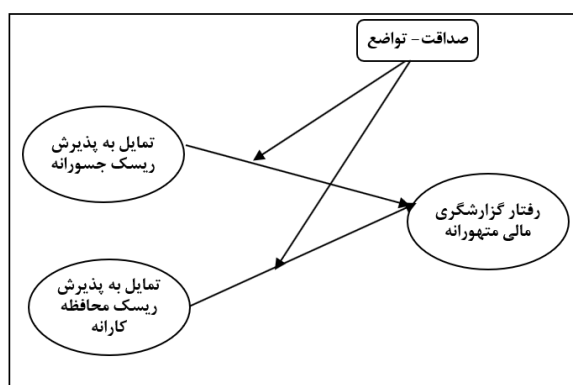 صداقت- تواضع
تمایل به پذیرش
ریسک جسورانه
رفتار گزارشگری
مالی متهورانه
تمایل به پذیرش
ریسک محافظه
کارانه